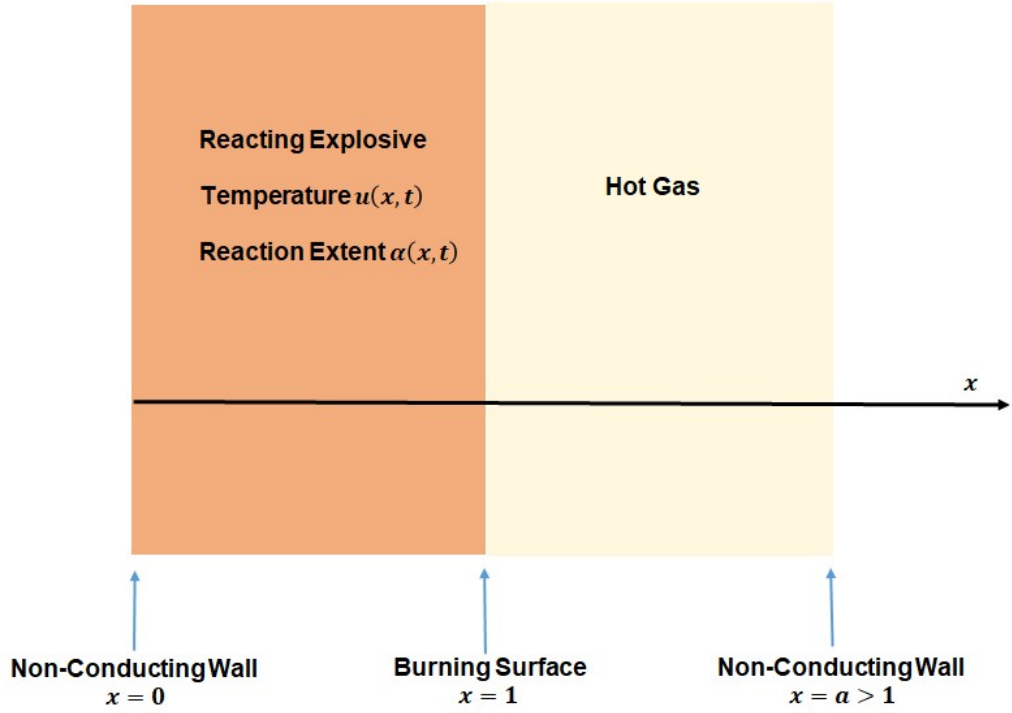 Reacting Explosive
Temperature u(x, t)
Reaction Extent α(x, t)
Hot Gas
x
Non-Conducting Wall
x = 0
Burning Surface
x = 1
Non-Conducting Wall
x = a > 1